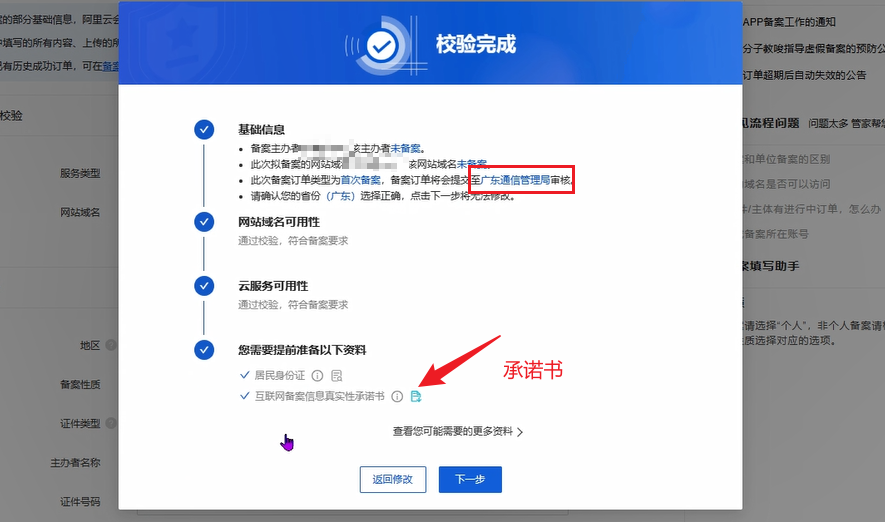 的部分基础信息，阿里云会
中填写的所有内容、上传的所
已有历史成功订单，可在备案
校验
服务类型
网站域名
地区
备案性质
证件类型
主办者名称
证件号码
校验完成
基础信息
备案主办者 该主办者未备案。
此次拟备案的网站域 该网站域名未备案
此次备案订单类型为首次备案，备案订单将会提交至广东通信管理局审核。
请确认您的省份（广东）选择正确，点击下一步将无法修改。
网站域名可用性
通过校验，符合备案要求
云服务可用性
通过校验，符合备案要求
您需要提前准备以下资料
居民身份证
互联网备案信息真实性承诺书
承诺书
查看您可能需要的更多资料
返回修改
下一步
APP备案工作的通知
分子教唆指导虚假备案的预防公
订单超期后自动失效的公告
见流程问题 问题太多 管家帮您
和单位备案的区别
域名是否可以访问
件/主体有进行中订单，怎么办
备案所在账号
案填写助手
请选择“个人”，非个人备案请根
质选择对应的选项。